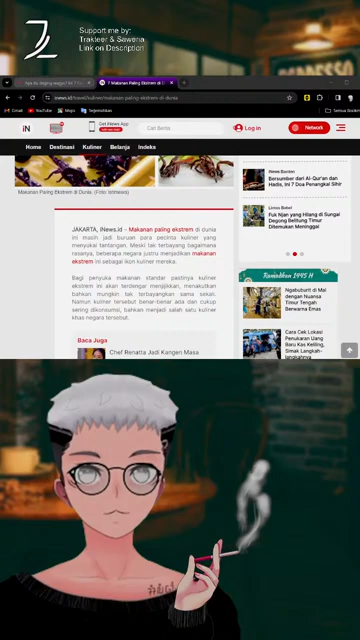 Support me by:
Trakteer & Sawena
Link on Description
7 Makanan Paling Ekstrem di D
inews.id/travel/kuliner/makanan-paling-ekstrem-di-dunia
Gmail
YouTube
Maps
Terjemahkan
Semua Bookmark
iN
Get iNews App
Cari Berita
Log in
Network
Home
Destinasi
Kuliner
Belanja
Indeks
Makanan Paling Ekstrem di Dunia. (Foto: Istimewa)
JAKARTA, iNews.id - Makanan paling ekstrem di dunia
ini masih jadi buruan para pecinta kuliner yang
menyukai tantangan. Meski tak terbayang bagaimana
rasanya, beberapa negara justru menjadikan makanan
ekstrem ini sebagai ikon kuliner mereka.
Bagi penyuka makanan standar pastinya kuliner
ekstrem ini akan terdengar menjijikkan, menakutkan
bahkan mungkin tak terbayangkan sama sekali.
Namun kuliner tersebut benar-benar ada dan cukup
sering dikonsumsi, bahkan menjadi salah satu kuliner
khas negara tersebut.
Baca Juga
Chef Renatta Jadi Kangen Masa
iNews Banten
Bersumber dari Al-Qur'an dan
Hadis, Ini 7 Doa Penangkal Sihir
Lintas Babel
Fuk Njan yang Hilang di Sungai
Degong Belitung Timur
Ditemukan Meninggal
Ramadhan 1445 H
Ngabuburit di Mal
dengan Nuansa
Timur Tengah
Berwarna Emas
Cara Cek Lokasi
Penukaran Uang
Baru Kas Keliling,
Simak Langkah-
langkahnya